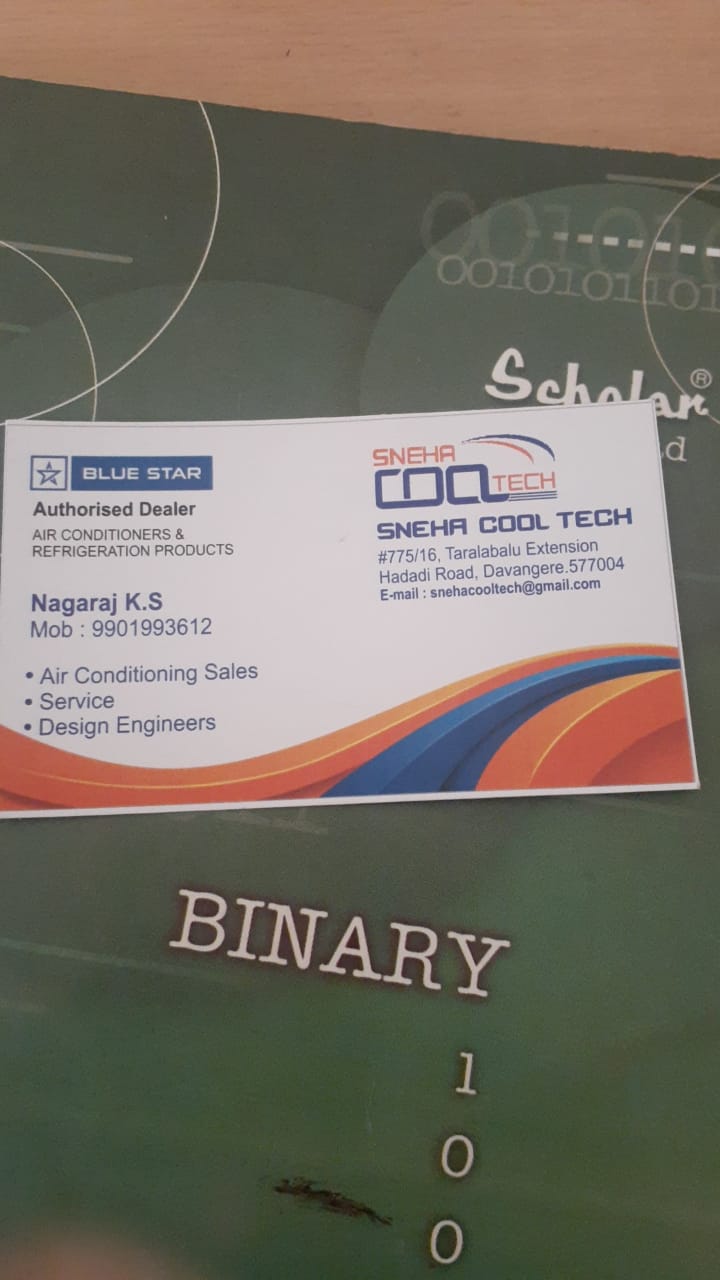 001010
001010110101
Scholar®
d
BLUE STAR
Authorised Dealer
AIR CONDITIONERS &
REFRIGERATION PRODUCTS
Nagaraj K.S
Mob : 9901993612
• Air Conditioning Sales
• Service
• Design Engineers
SNEHA
COOL TECH
SNEHA COOL TECH
#775/16, Taralabalu Extension
Hadadi Road, Davangere.577004
E-mail : snehacooltech@gmail.com
BINARY
1
0
0